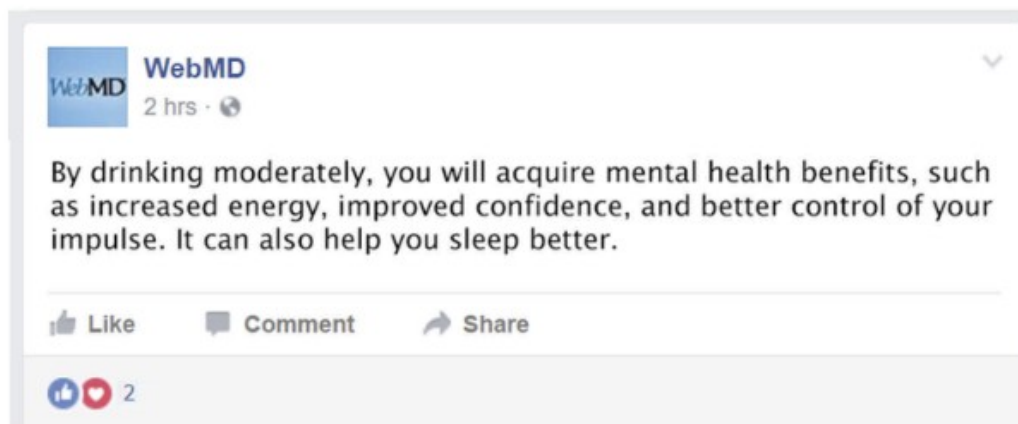 WebMD
WebMD
2 hrs ·
By drinking moderately, you will acquire mental health benefits, such
as increased energy, improved confidence, and better control of your
impulse. It can also help you sleep better.
Like Comment Share
2